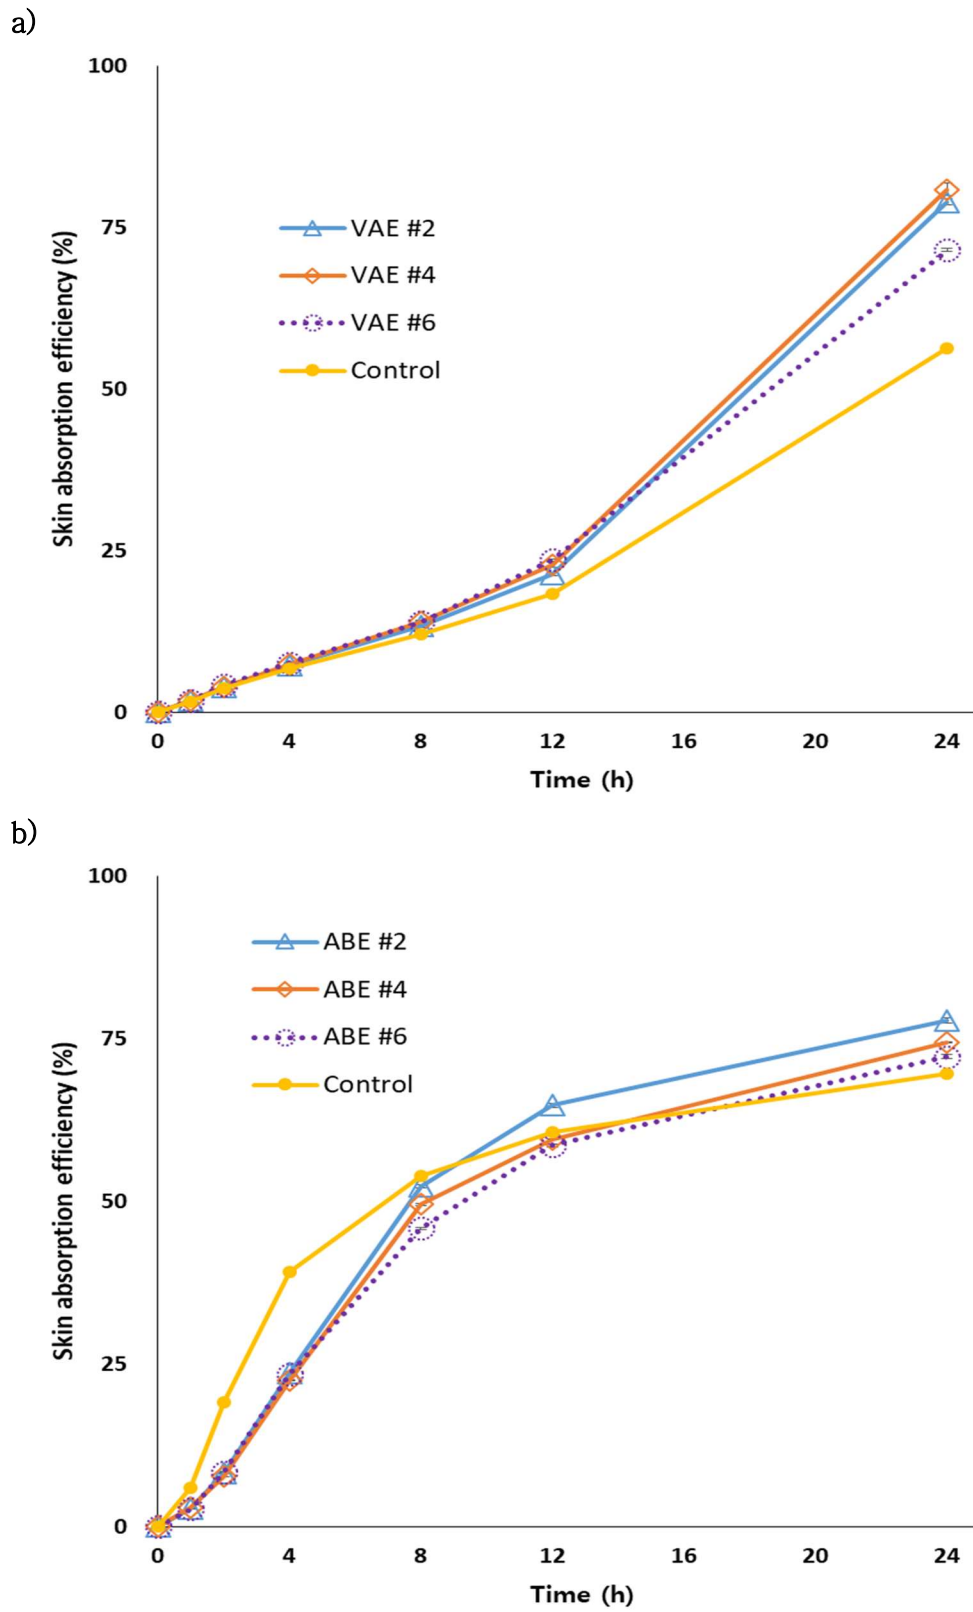 a)
100
75
50
25
0
Skin absorption efficiency (%)
VAE #2
VAE #4
VAE #6
Control
0 4 8 12 16 20 24
Time (h)
b)
100
75
50
25
0
Skin absorption efficiency (%)
ABE #2
ABE #4
ABE #6
Control
0 4 8 12 16 20 24
Time (h)